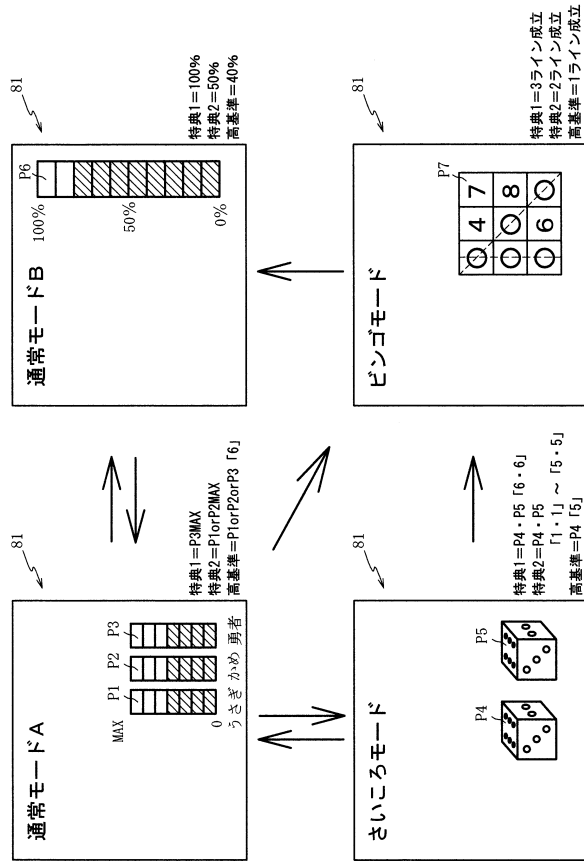 81
通常モードA
MAX
P1
P2
P3
0
うさぎ かめ 勇者
特典1=P3MAX
特典2=P1orP2MAX
高基準=P1orP2orP3「6」
81
通常モードB
P6
100%
50%
0%
特典1=100%
特典2=50%
高基準=40%
81
さいころモード
P4
P5
特典1=P4・P5「6・6」
特典2=P4・P5
「1・1」～「5・5」
高基準=P4「5」
81
ビンゴモード
P7
4 7
8
6
特典1=3ライン成立
特典2=2ライン成立
高基準=1ライン成立